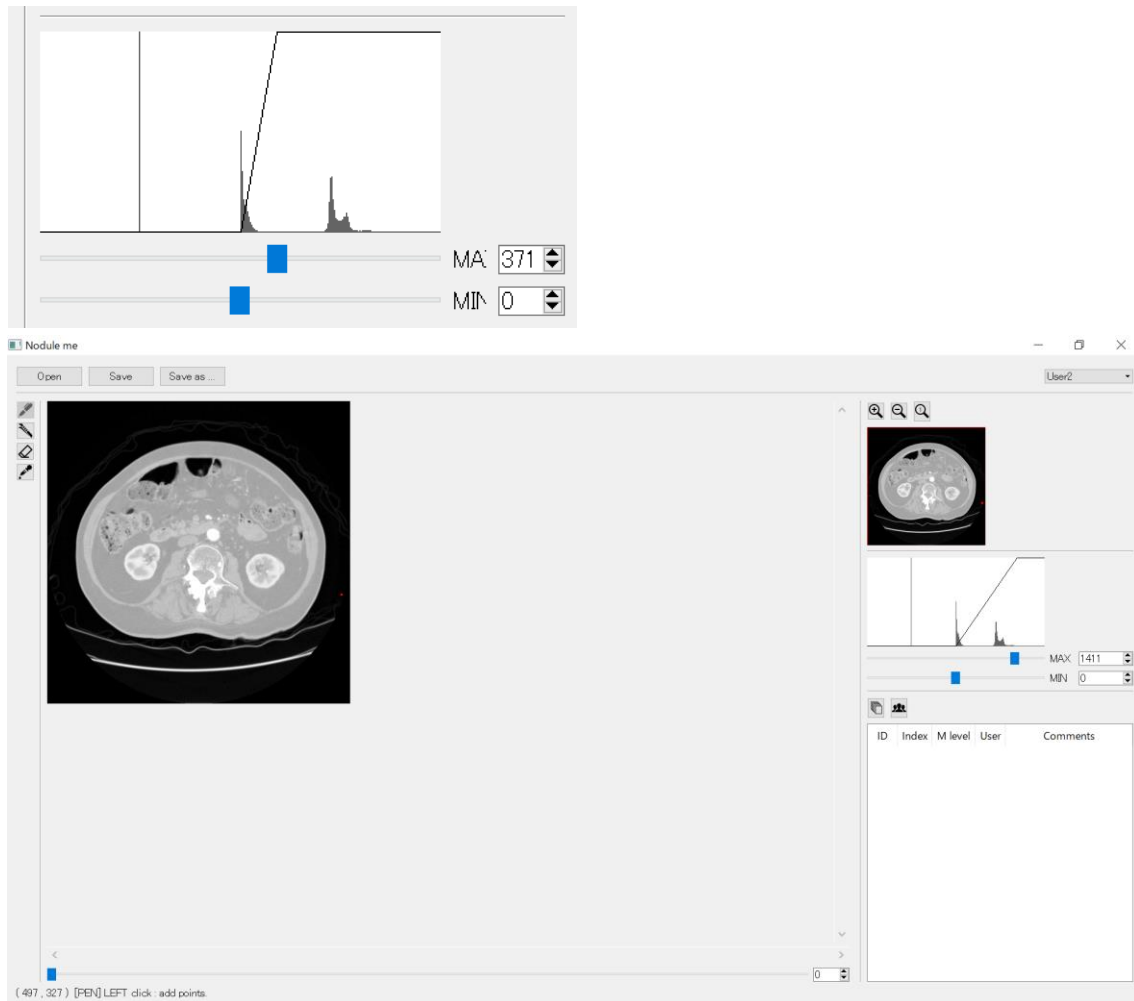 MA 371
MIN 0
Nodule me
Open Save Save as ... User2
MAX 1411
MIN 0
ID Index M level User Comments
0
( 497 , 327 ) [PEN] LEFT click : add points.